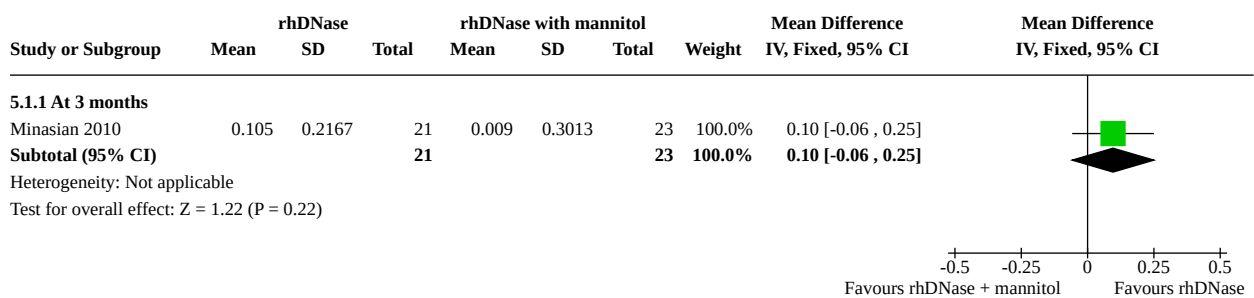 rhDNase rhDNase with mannitol Mean Difference Mean Difference
Study or Subgroup Mean SD Total Mean SD Total Weight IV, Fixed, 95% CI IV, Fixed, 95% CI
5.1.1 At 3 months
Minasian 2010 0.105 0.2167 21 0.009 0.3013 23 100.0% 0.10 [-0.06 , 0.25]
Subtotal (95% CI) 21 23 100.0% 0.10 [-0.06 , 0.25]
Heterogeneity: Not applicable
Test for overall effect: Z = 1.22 (P = 0.22)
-0.5 -0.25 0 0.25 0.5
Favours rhDNase + mannitol Favours rhDNase